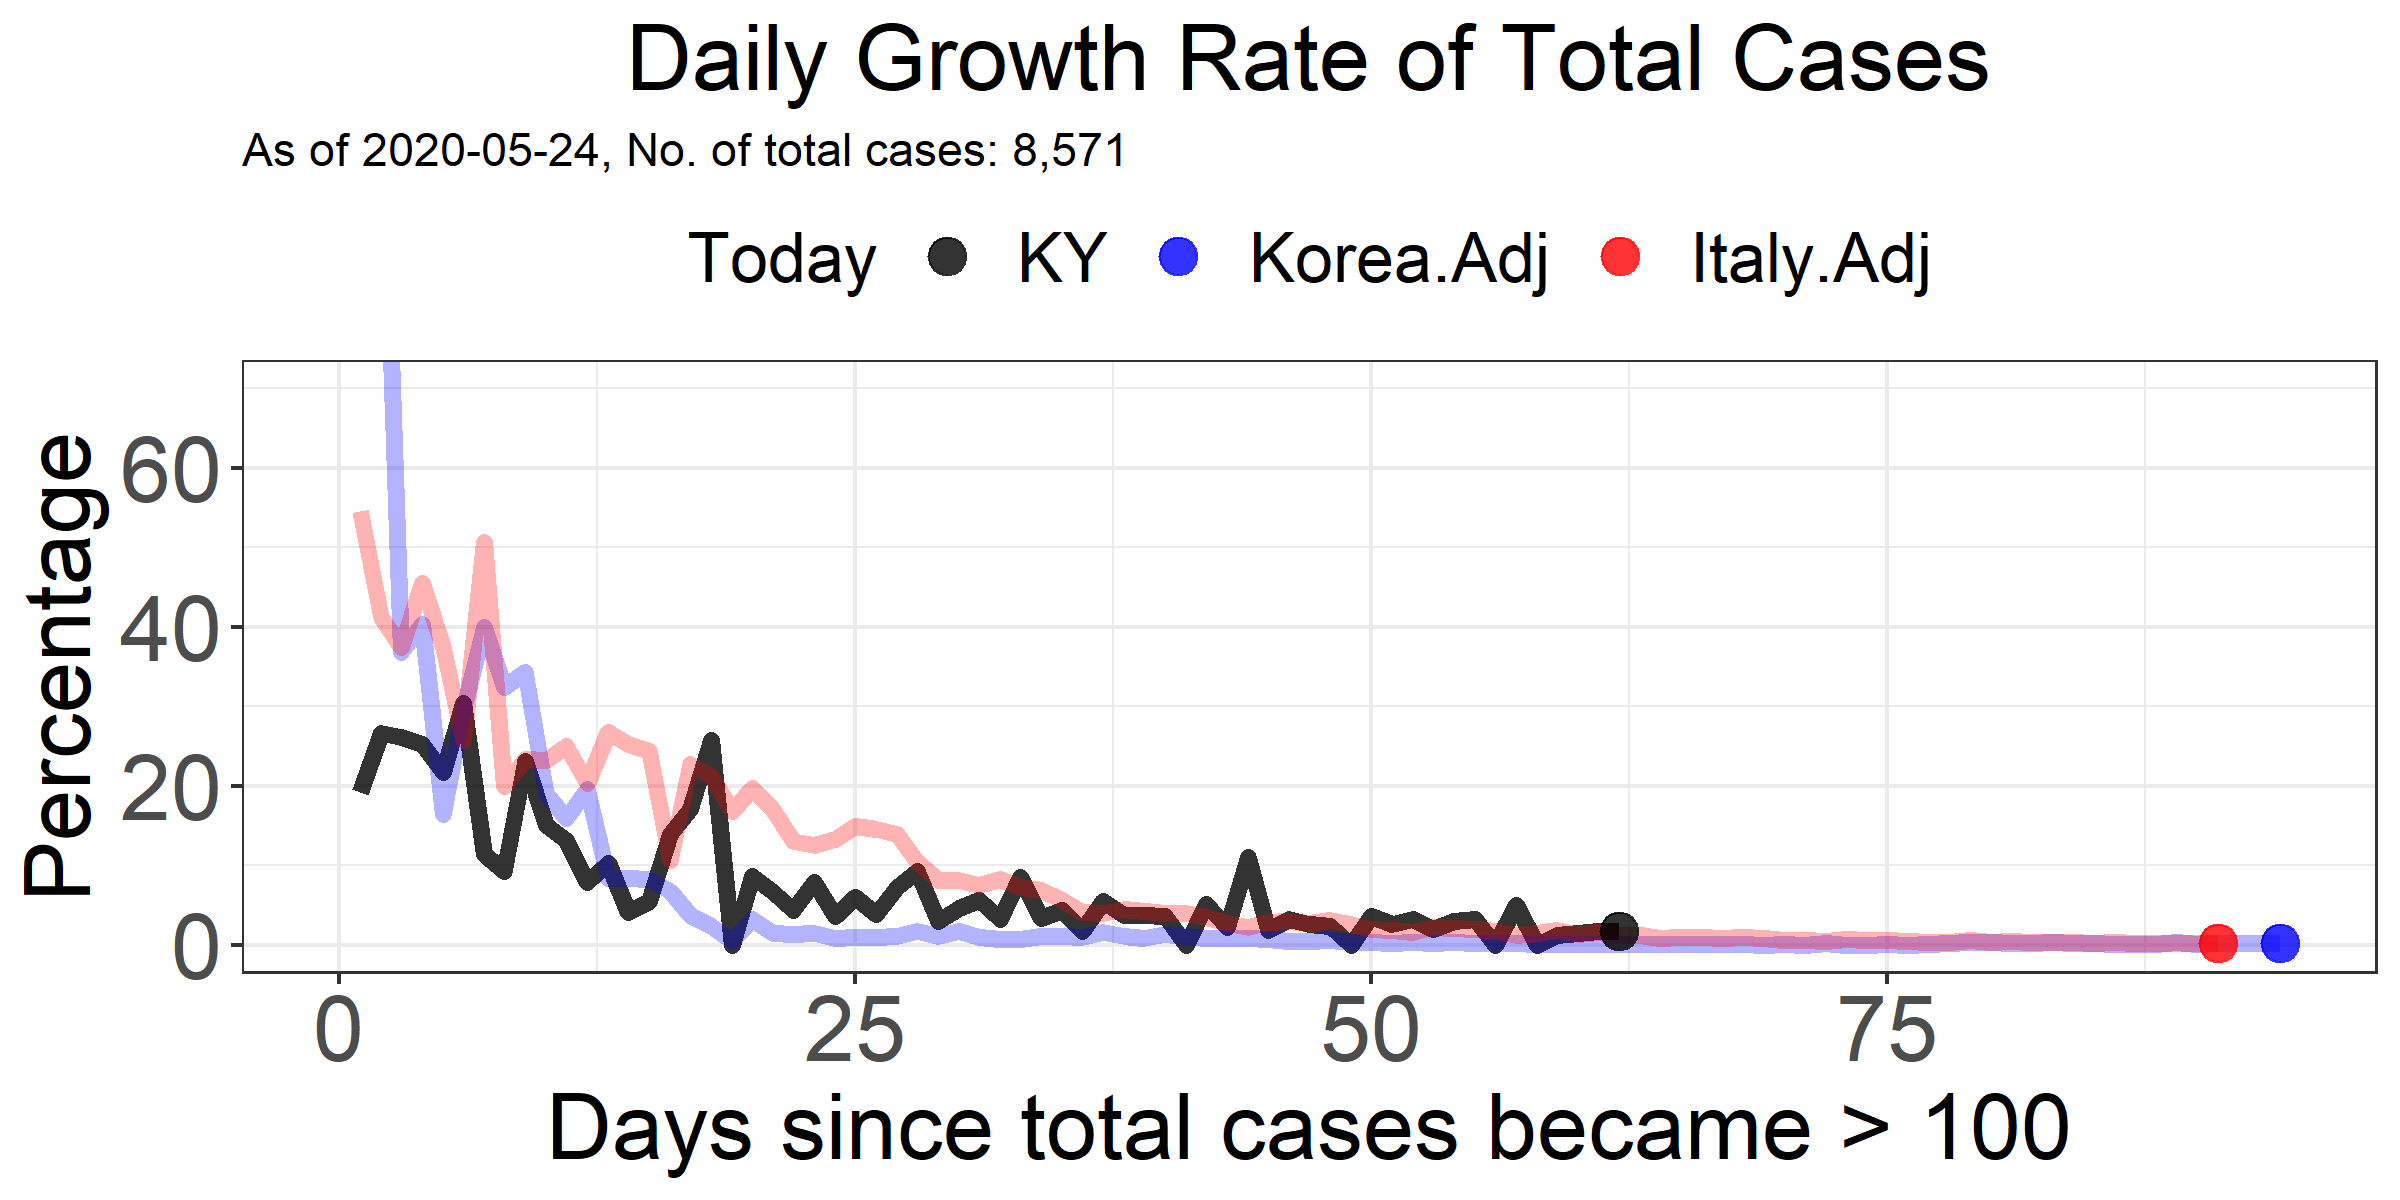 Daily Growth Rate of Total Cases
As of 2020-05-24, No. of total cases: 8,571
Today KY Korea.Adj Italy.Adj
Percentage
60
40
20
0
0 25 50 75
Days since total cases became > 100